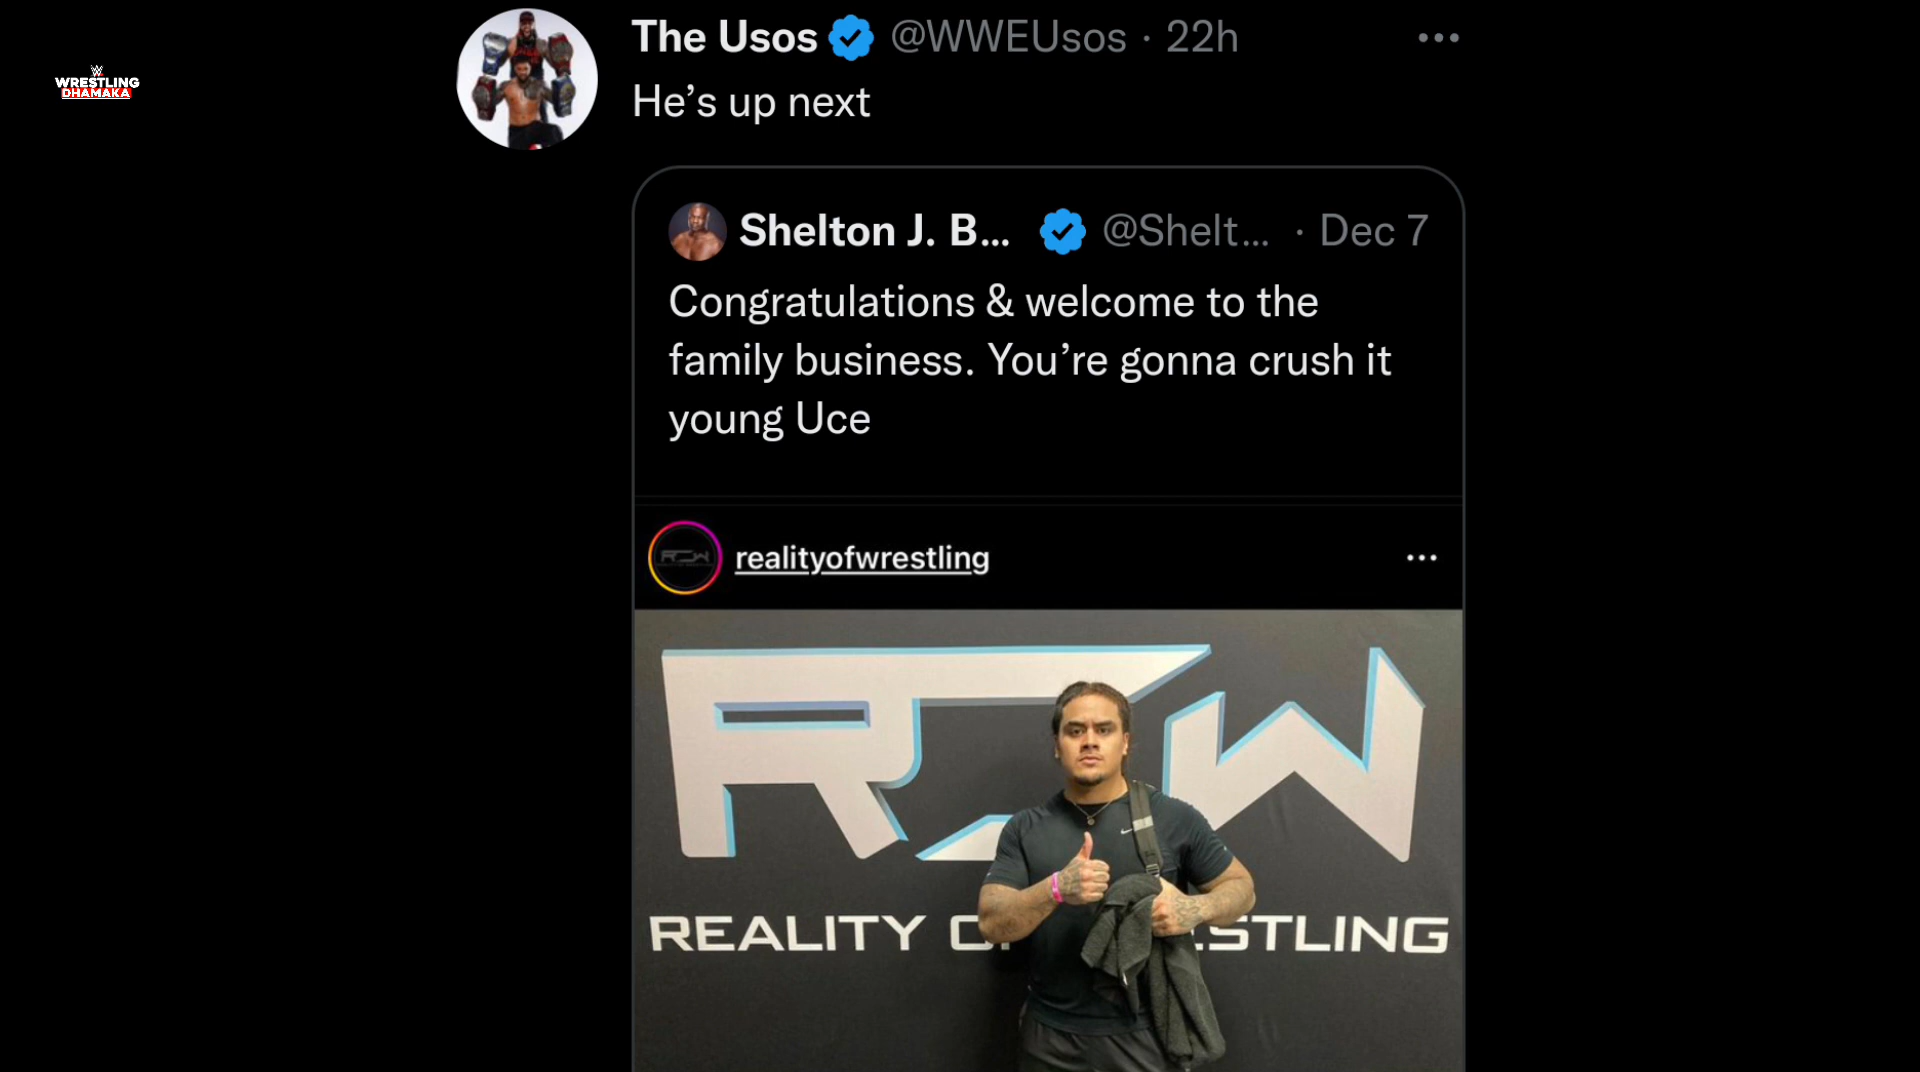 W
WRESTLING
DHAMAKA
The Usos @WWEUsos · 22h
He’s up next
Shelton J. B... @Shelt... · Dec 7
Congratulations & welcome to the
family business. You’re gonna crush it
young Uce
realityofwrestling
ROW
REALITY O STLING